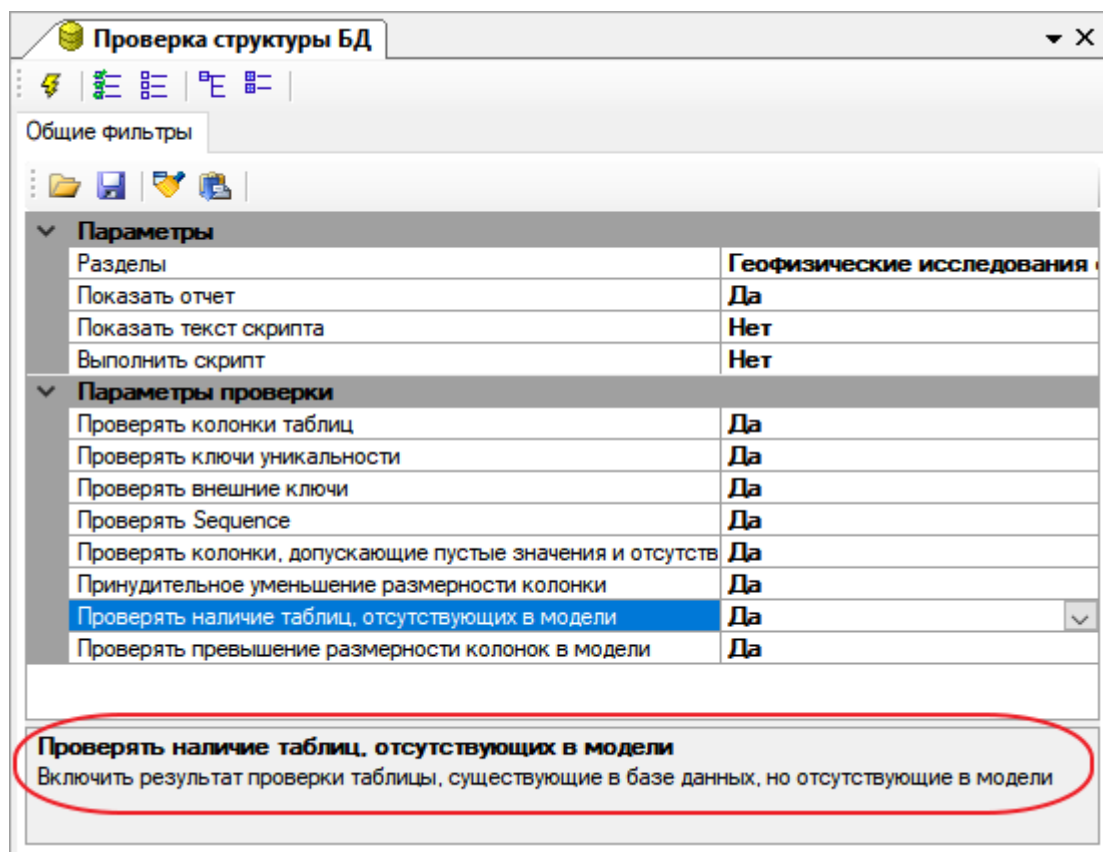 Проверка структуры БД
Общие фильтры
Параметры
Разделы Геофизические исследования
Показать отчет Да
Показать текст скрипта Нет
Выполнить скрипт Нет
Параметры проверки
Проверять колонки таблиц Да
Проверять ключи уникальности Да
Проверять внешние ключи Да
Проверять Sequence Да
Проверять колонки, допускающие пустые значения и отсутств Да
Принудительное уменьшение размерности колонки Да
Проверять наличие таблиц, отсутствующих в модели Да
Проверять превышение размерности колонок в модели Да
Проверять наличие таблиц, отсутствующих в модели
Включить результат проверки таблицы, существующие в базе данных, но отсутствующие в модели